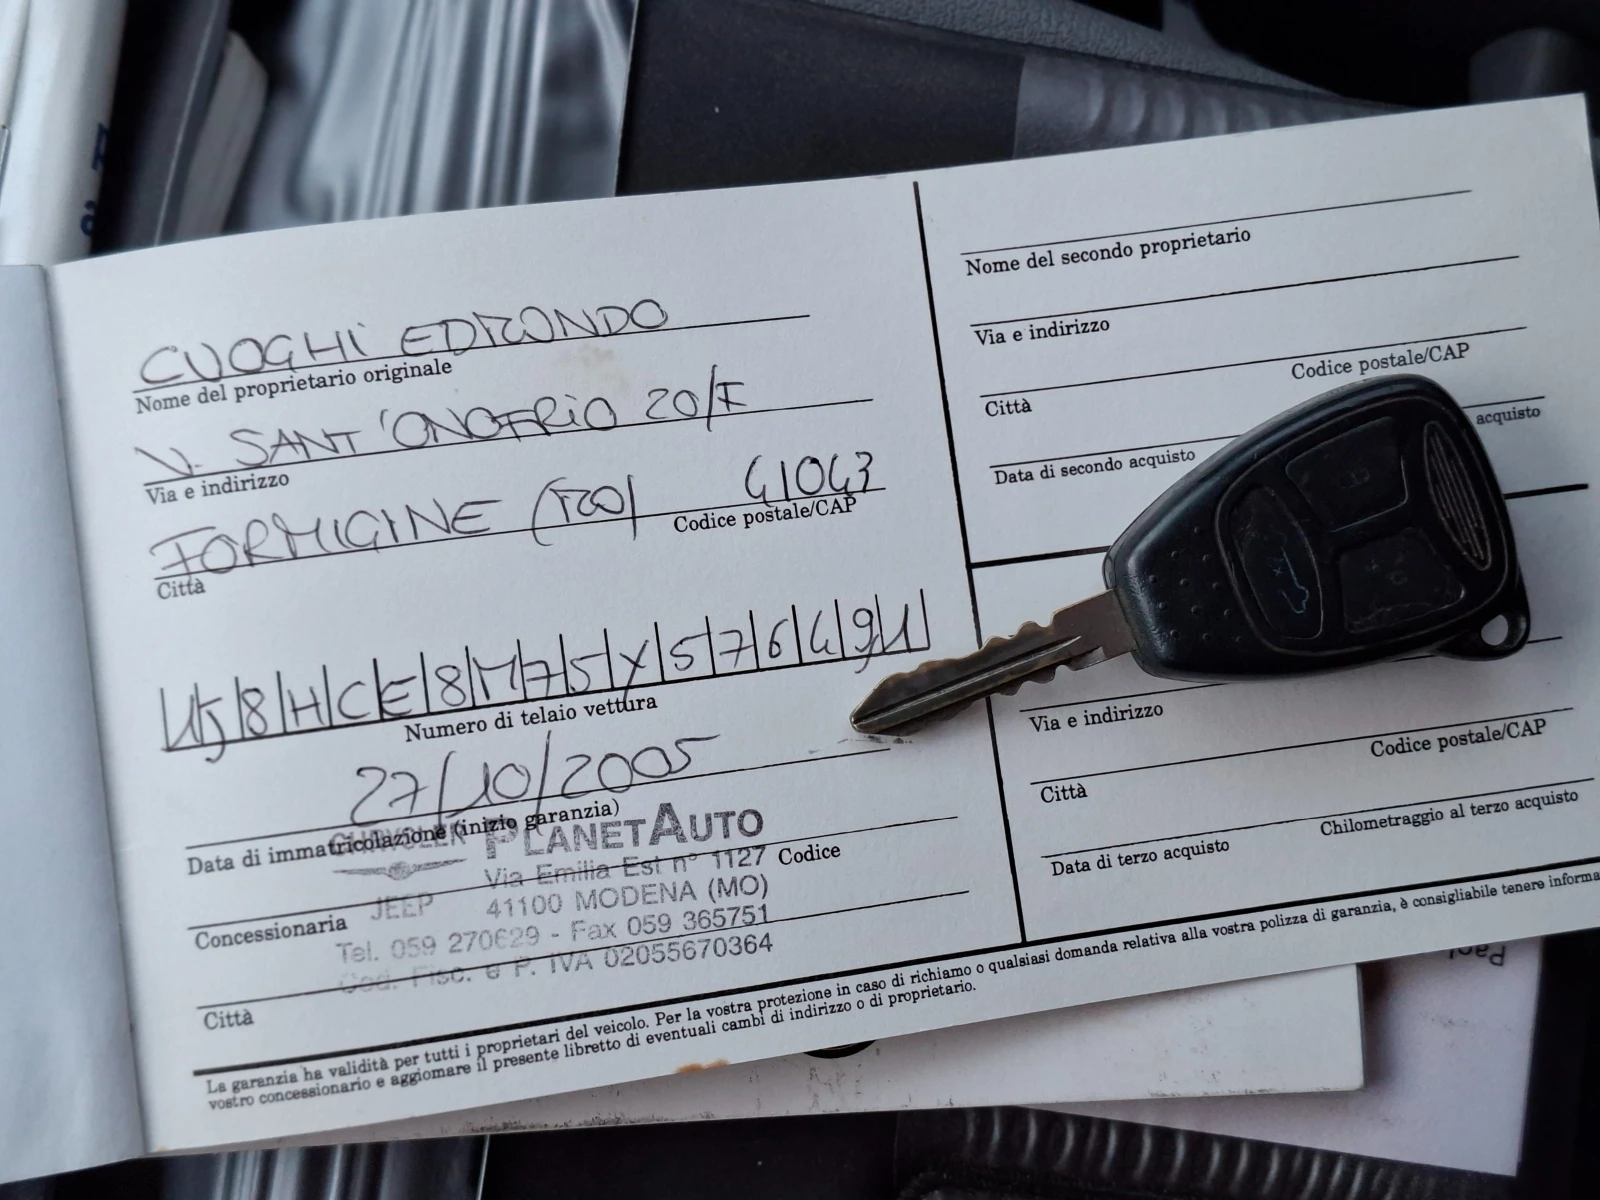 CUOGHI EDMONDO
Nome del proprietario originale
V. SANT'ONOFRIO 20/F
Via e indirizzo
FORMIGINE (MO) 41043
Codice postale/CAP
Città
1J8HCE8M75Y576491
Numero di telaio vettura
27/10/2005
Data di immatricolazione (inizio garanzia)
CHRYSLER PLANETAUTO
Via Emilia Est n° 1127
Codice
JEEP 41100 MODENA (MO)
Concessionaria
Tel. 059 270629 - Fax 059 365751
Cod. Fisc. e P. IVA 02055670364
Città
Nome del secondo proprietario
Via e indirizzo
Codice postale/CAP
Città
acquisto
Data di secondo acquisto
Via e indirizzo
Codice postale/CAP
Città
Chilometraggio al terzo acquisto
Data di terzo acquisto
La garanzia ha validità per tutti i proprietari del veicolo. Per la vostra protezione in caso di richiamo o qualsiasi domanda relativa alla vostra polizza di garanzia, è consigliabile tenere informa
vostro concessionario e aggiornare il presente libretto di eventuali cambi di indirizzo o di proprietario.